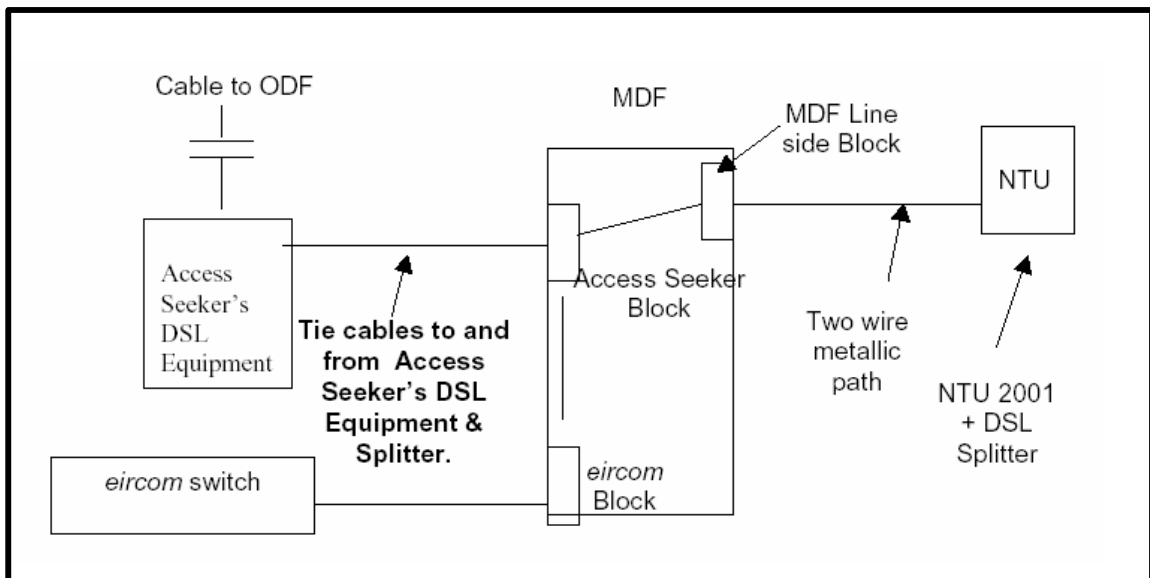 Cable to ODF
MDF
MDF Line
side Block
NTU
Access
Seeker's
DSL
Equipment
Tie cables to and
from Access
Seeker's DSL
Equipment &
Splitter.
Access Seeker
Block
Two wire
metallic
path
NTU 2001
+ DSL
Splitter
eircom switch
eircom
Block